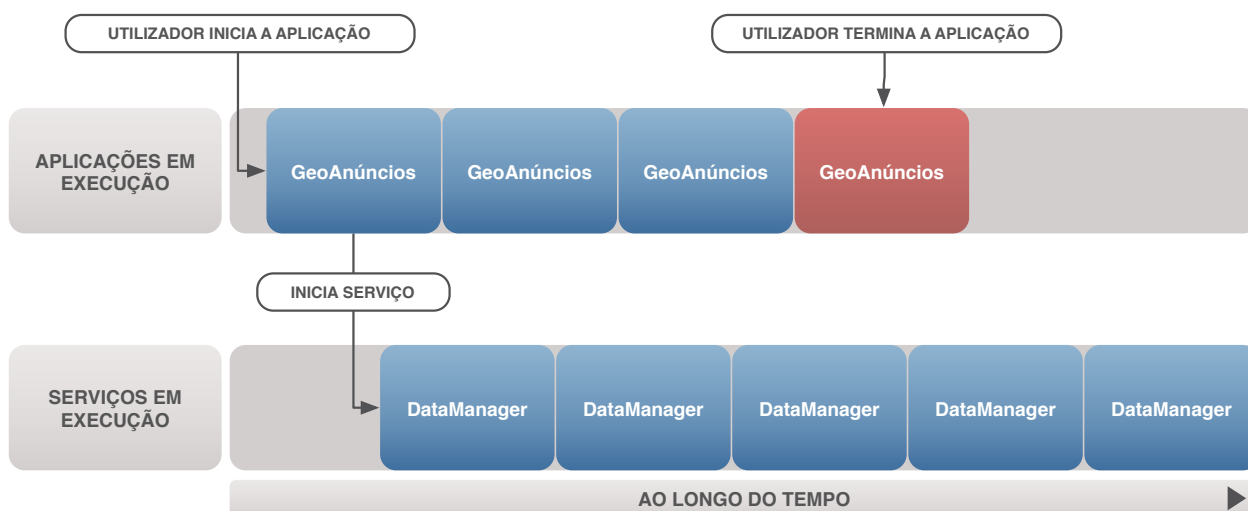 UTILIZADOR INICIA A APLICAÇÃO
UTILIZADOR TERMINA A APLICAÇÃO
APLICAÇÕES EM
EXECUÇÃO
GeoAnúncios
GeoAnúncios
GeoAnúncios
GeoAnúncios
INICIA SERVIÇO
SERVIÇOS EM
EXECUÇÃO
DataManager
DataManager
DataManager
DataManager
DataManager
AO LONGO DO TEMPO